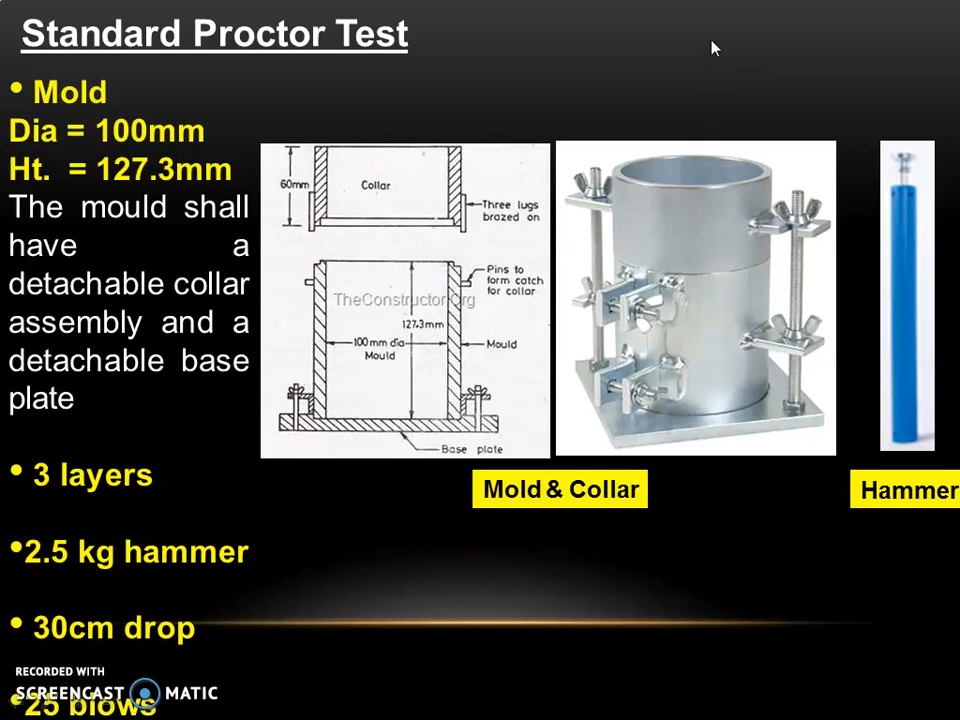 Standard Proctor Test
• Mold
Dia = 100mm
Ht. = 127.3mm
The mould shall
have a
detachable collar
assembly and a
detachable base
plate
• 3 layers
•2.5 kg hammer
• 30cm drop
•25 blows
60mm
Collar
Three lugs
brazed on
Pins to
form catch
for collar
TheConstructor.Org
127.3mm
100mm dia
Mould
Mould
Base plate
Mold & Collar
Hammer
RECORDED WITH
SCREENCAST MATIC